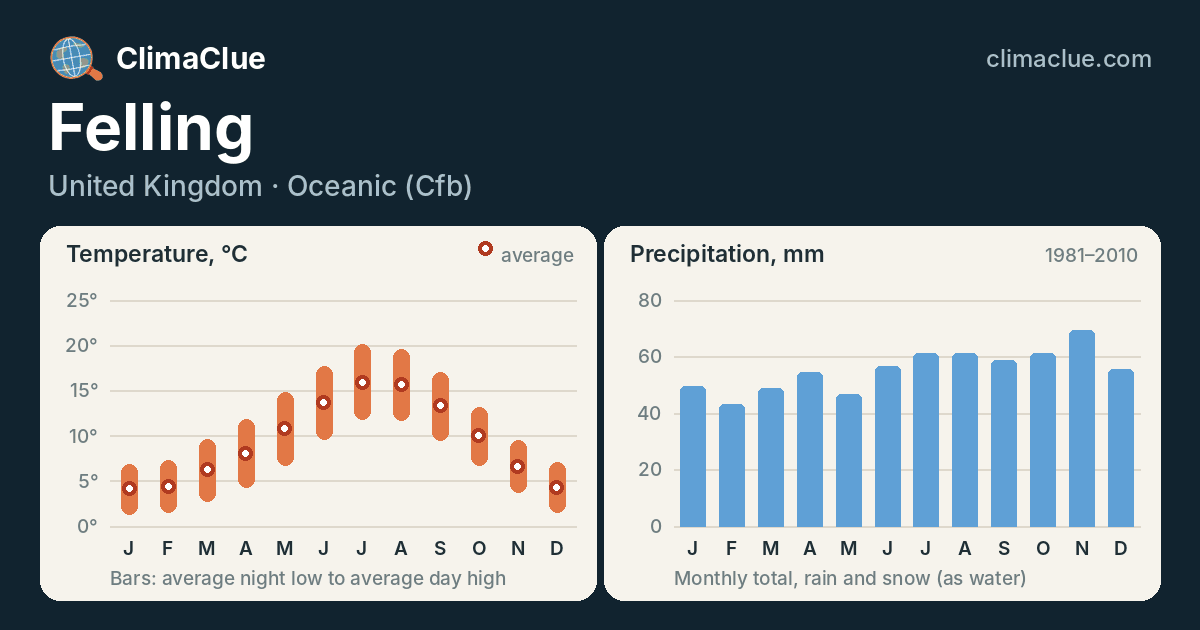 ClimaClue
climaclue.com
Felling
United Kingdom · Oceanic (Cfb)
Temperature, °C
average
25°
20°
15°
10°
5°
0°
J F M A M J J A S O N D
Bars: average night low to average day high
Precipitation, mm
1981–2010
80
60
40
20
0
J F M A M J J A S O N D
Monthly total, rain and snow (as water)